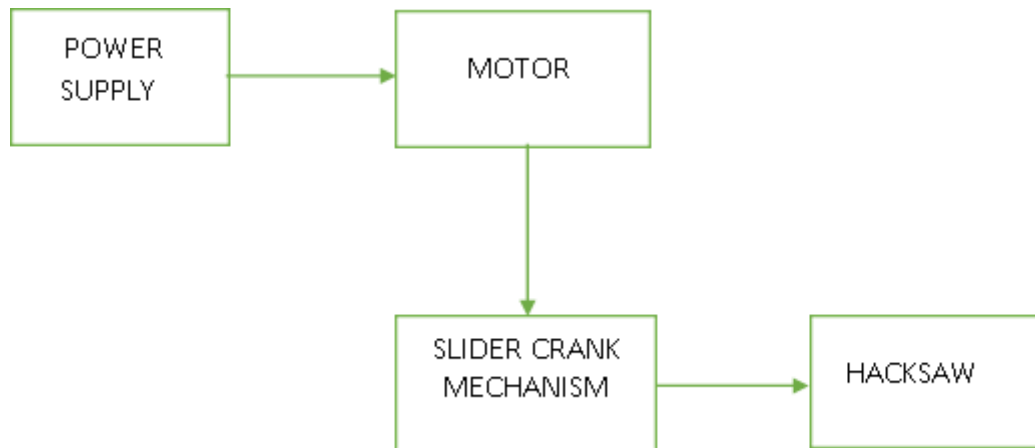 POWER
SUPPLY
MOTOR
SLIDER CRANK
MECHANISM
HACKSAW